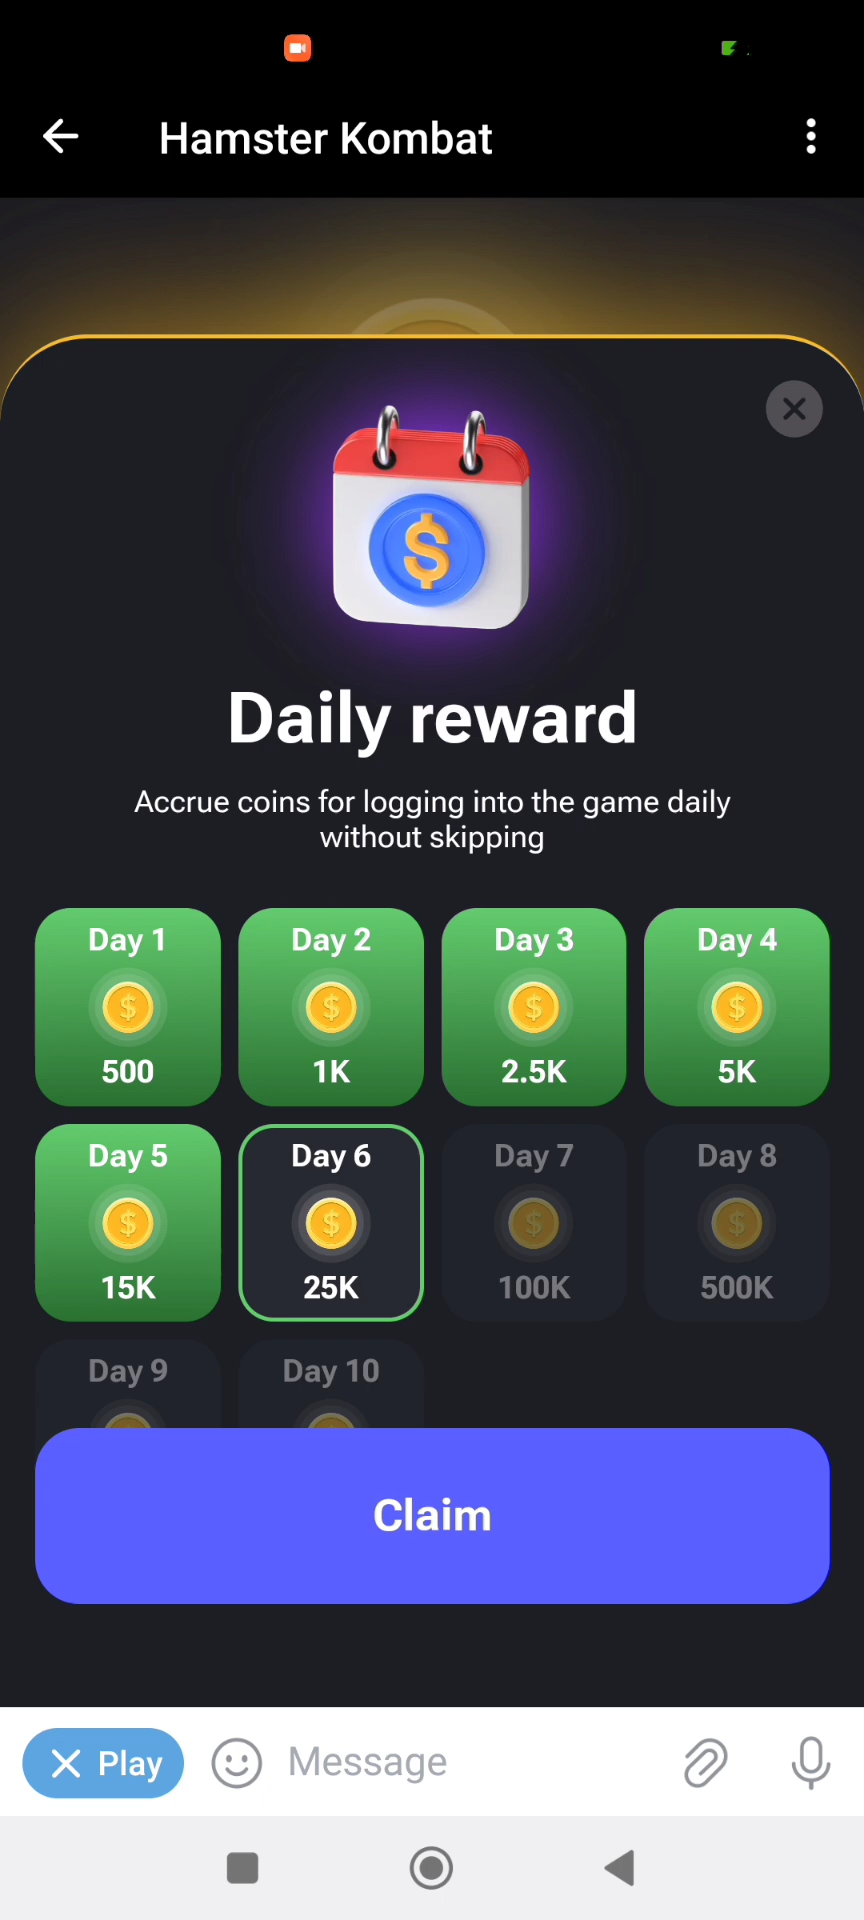 Hamster Kombat
Daily reward
Accrue coins for logging into the game daily
without skipping
Day 1
Day 2
Day 3
Day 4
500
1K
2.5K
5K
Day 5
Day 6
Day 7
Day 8
15K
25K
100K
500K
Day 9
Day 10
Claim
Play
Message